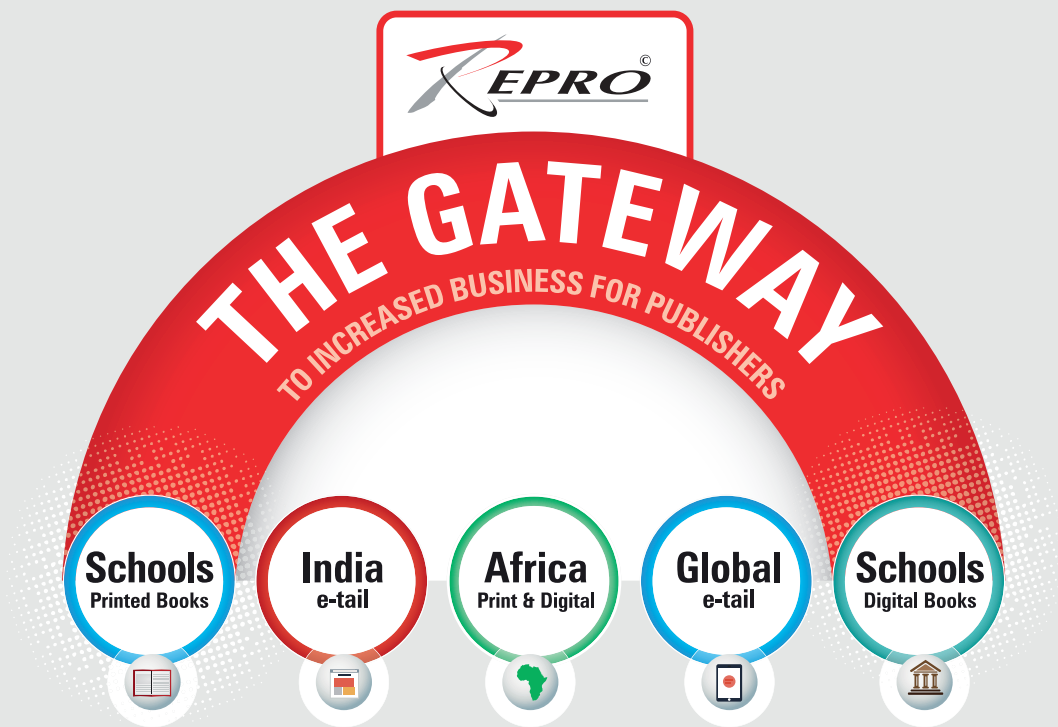 REPRO©
THE GATEWAY
TO INCREASED BUSINESS FOR PUBLISHERS
Schools
Printed Books
India
e-tail
Africa
Print & Digital
Global
e-tail
Schools
Digital Books